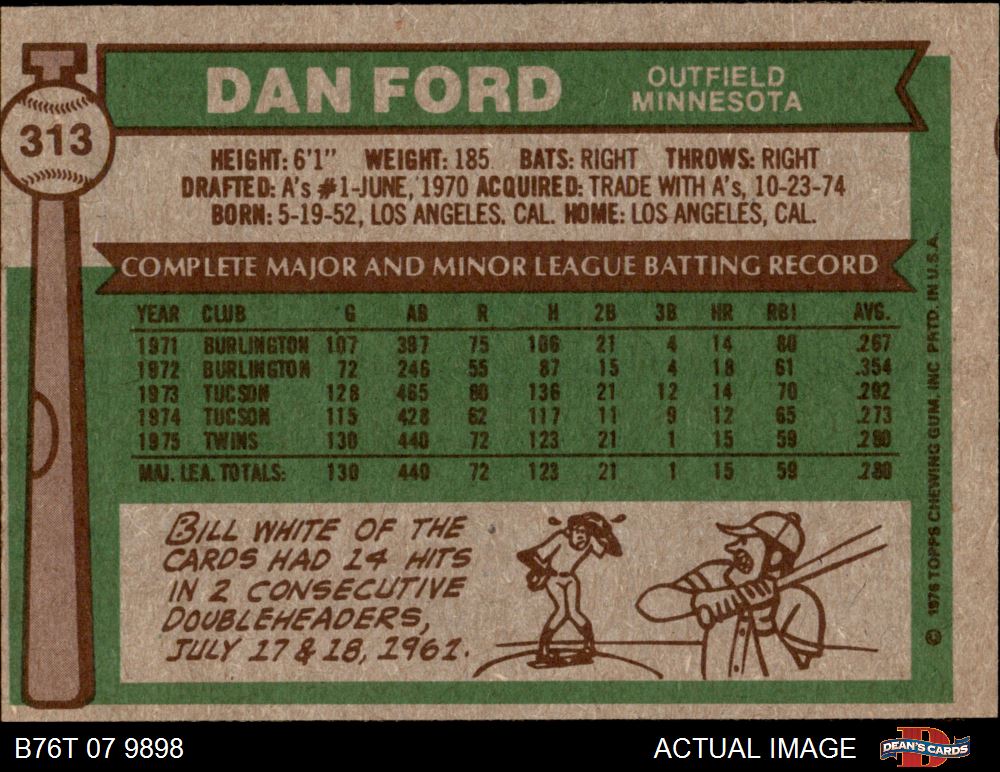 313
DAN FORD
OUTFIELD
MINNESOTA
HEIGHT: 6'1" WEIGHT: 185 BATS: RIGHT THROWS: RIGHT
DRAFTED: A's #1-JUNE, 1970 ACQUIRED: TRADE WITH A's, 10-23-74
BORN: 5-19-52, LOS ANGELES. CAL. HOME: LOS ANGELES, CAL.
COMPLETE MAJOR AND MINOR LEAGUE BATTING RECORD
YEAR CLUB G AB R H 2B 3B HR RBI AVG.
1971 BURLINGTON 107 397 75 106 21 4 14 80 .267
1972 BURLINGTON 72 246 55 87 15 4 18 61 .354
1973 TUCSON 128 465 80 136 21 12 14 70 .292
1974 TUCSON 115 428 62 117 11 9 12 65 .273
1975 TWINS 130 440 72 123 21 1 15 59 .280
MAJ. LEA. TOTALS: 130 440 72 123 21 1 15 59 .280
BILL WHITE OF THE
CARDS HAD 14 HITS
IN 2 CONSECUTIVE
DOUBLEHEADERS,
JULY 17 & 18, 1961.
© 1976 TOPPS CHEWING GUM, INC PRTD. IN U.S.A.
B76T 07 9898
ACTUAL IMAGE
DEAN'S CARDS